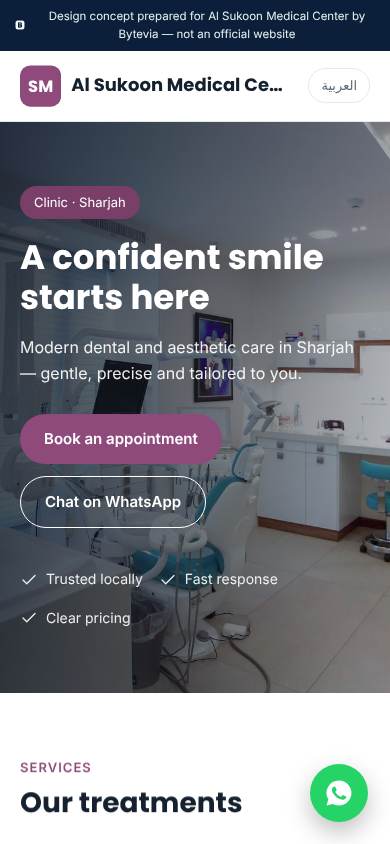 B
Design concept prepared for Al Sukoon Medical Center by
Bytevia — not an official website
SM
Al Sukoon Medical Ce...
العربية
Clinic · Sharjah
A confident smile
starts here
Modern dental and aesthetic care in Sharjah
— gentle, precise and tailored to you.
Book an appointment
Chat on WhatsApp
Trusted locally
Fast response
Clear pricing
SERVICES
Our treatments